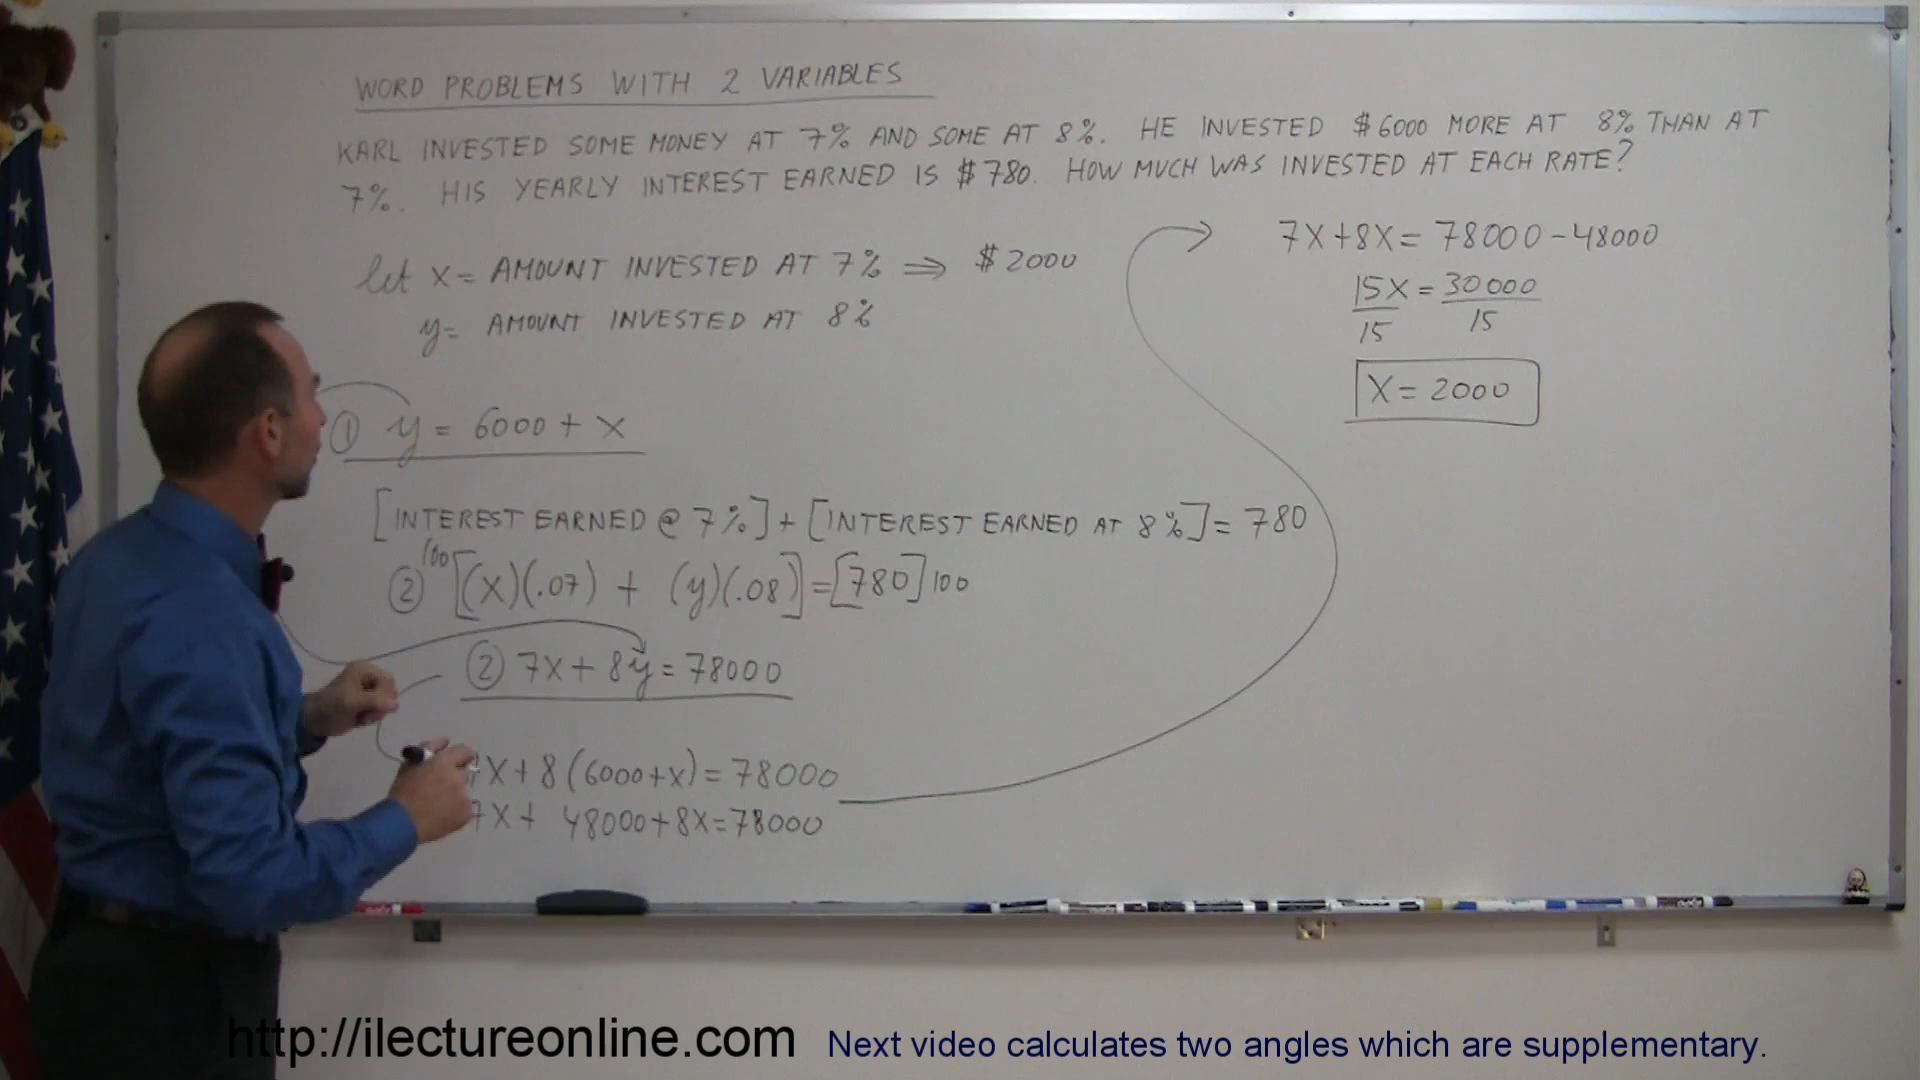 WORD PROBLEMS WITH 2 VARIABLES
KARL INVESTED SOME MONEY AT 7% AND SOME AT 8%. HE INVESTED $6000 MORE AT 8% THAN AT
7%. HIS YEARLY INTEREST EARNED IS $780. HOW MUCH WAS INVESTED AT EACH RATE?
let x = AMOUNT INVESTED AT 7% ⇒ $2000
y = AMOUNT INVESTED AT 8%
① y = 6000 + x
[INTEREST EARNED @ 7%] + [INTEREST EARNED AT 8%] = 780
② 100 [(x)(.07) + (y)(.08)] = [780] 100
② 7x + 8y = 78000
7x + 8(6000+x) = 78000
7x + 48000 + 8x = 78000
7x + 8x = 78000 - 48000
15x = 30000
15 15
x = 2000
http://ilectureonline.com Next video calculates two angles which are supplementary.